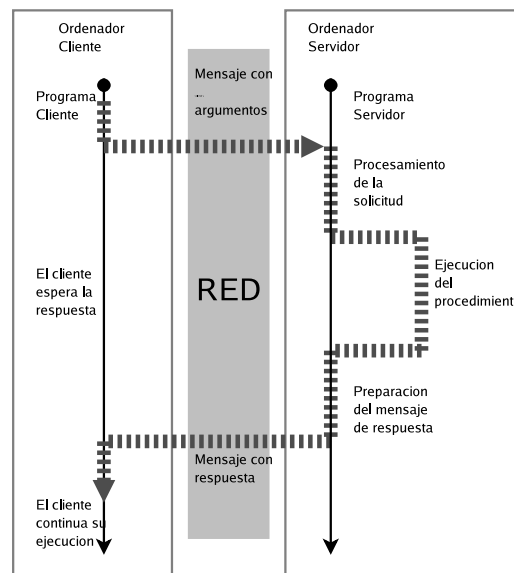 Ordenador
Cliente
Ordenador
Servidor
Mensaje con
argumentos
Programa
Cliente
Programa
Servidor
Procesamiento
de la
solicitud
El cliente
espera la
respuesta
RED
Ejecucion
del
procedimient
Preparacion
del mensaje
de respuesta
Mensaje con
respuesta
El cliente
continua su
ejecucion